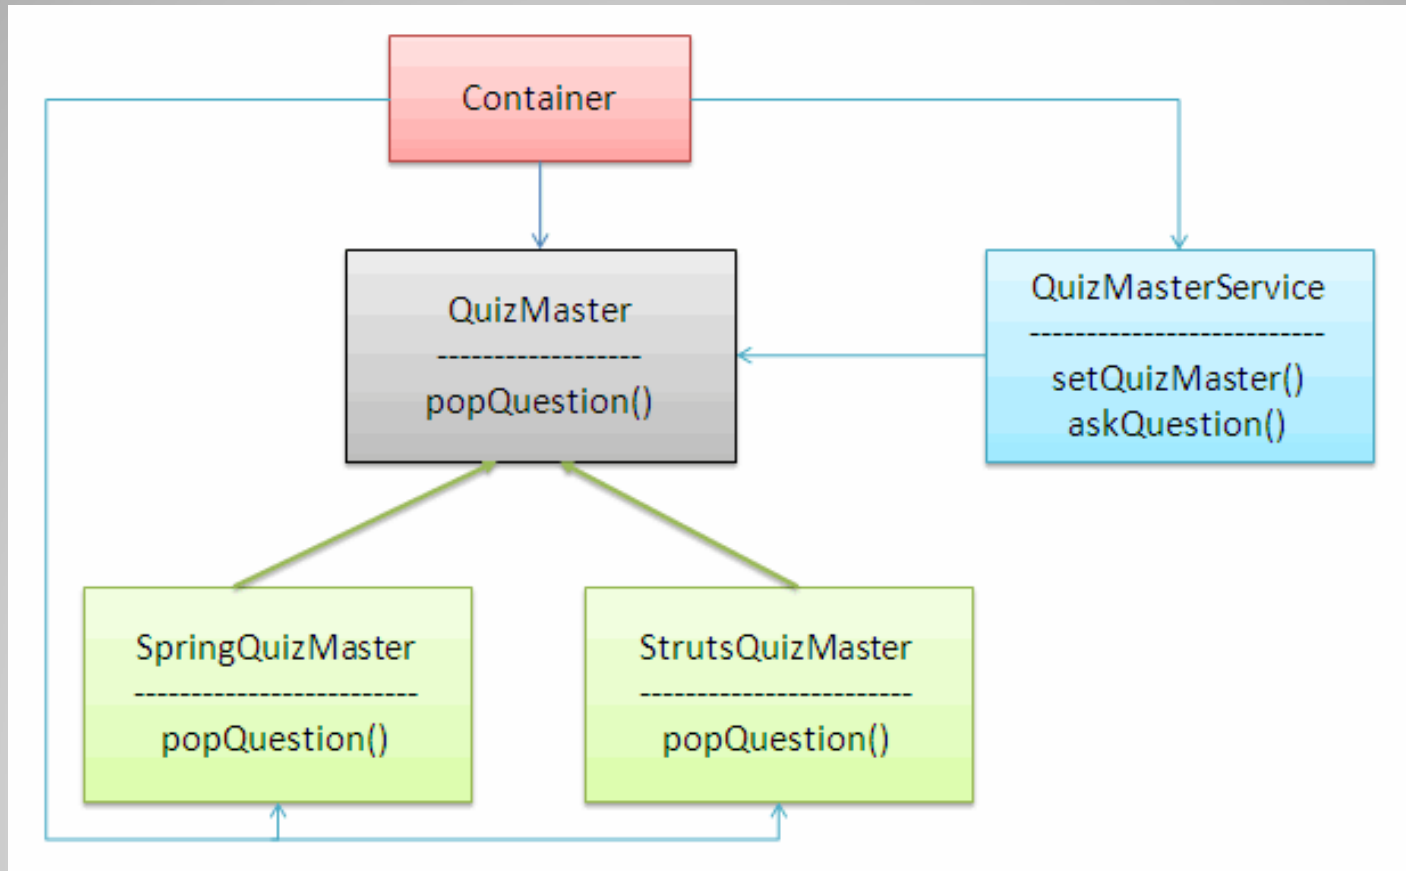 Container
QuizMaster
------------------
popQuestion()
QuizMasterService
--------------------------
setQuizMaster()
askQuestion()
SpringQuizMaster
-------------------------
popQuestion()
StrutsQuizMaster
------------------------
popQuestion()